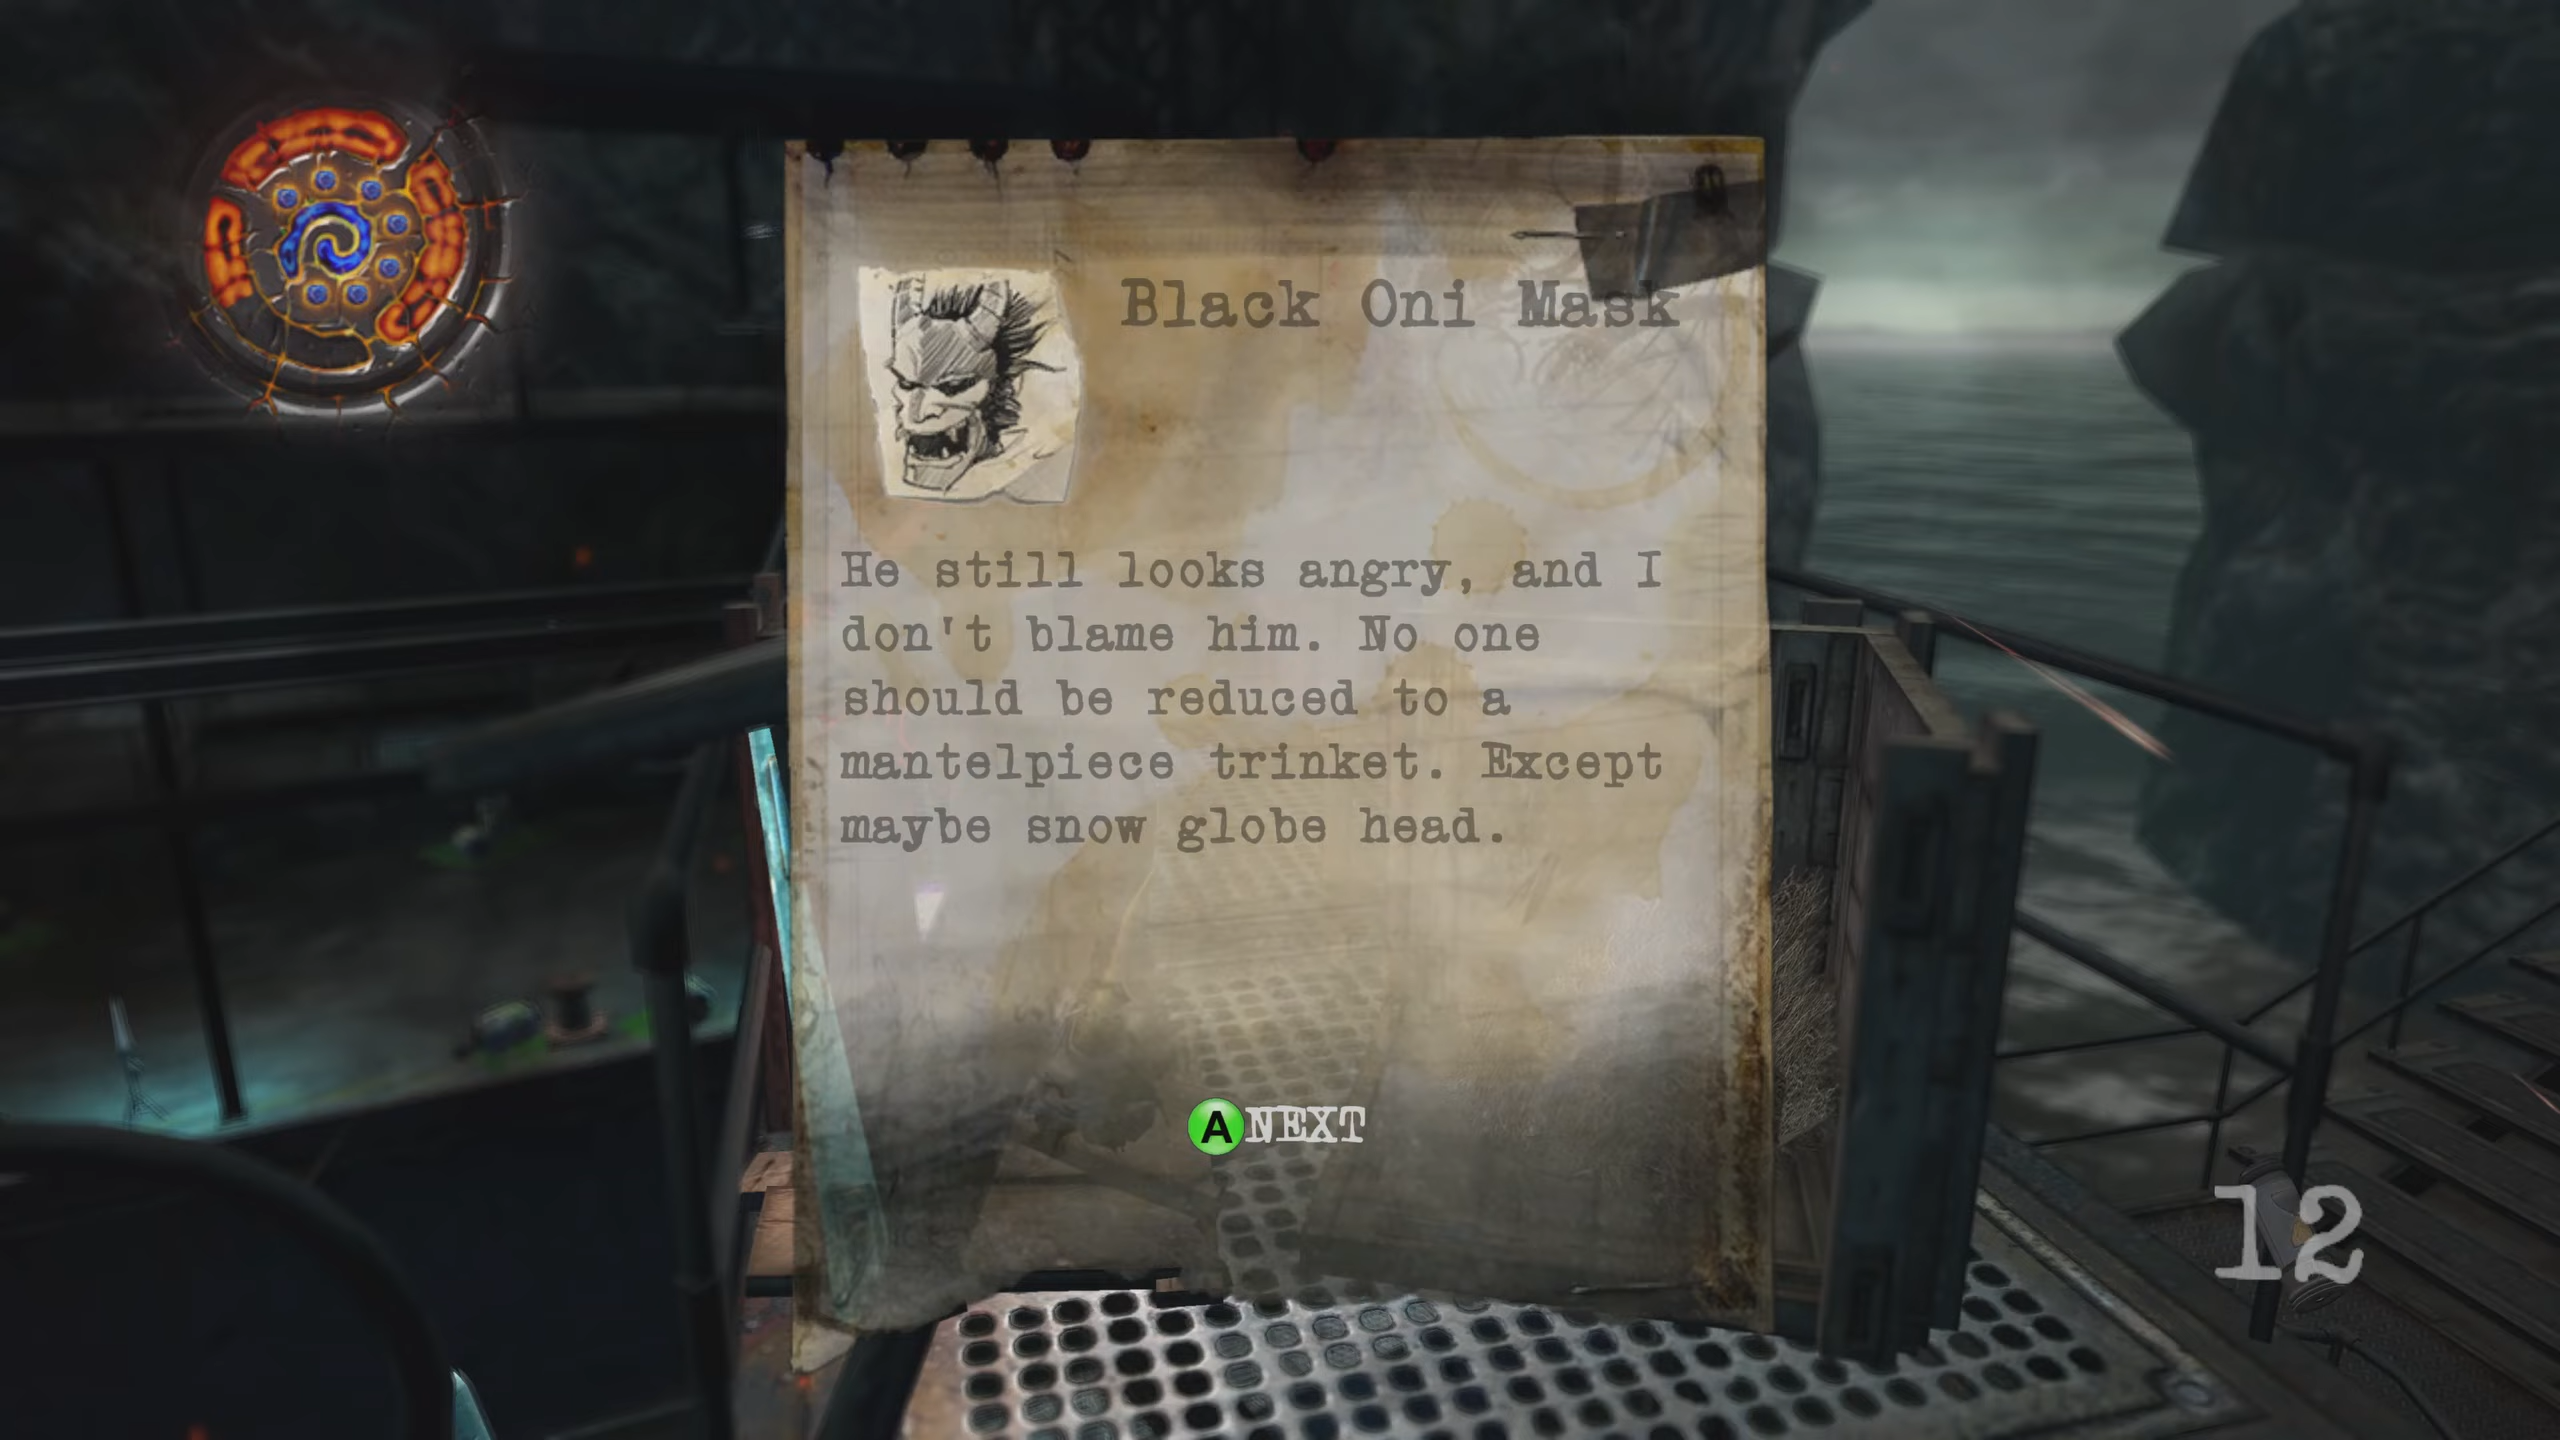 Black Oni Mask
He still looks angry, and I
don't blame him. No one
should be reduced to a
mantelpiece trinket. Except
maybe snow globe head.
A NEXT
12